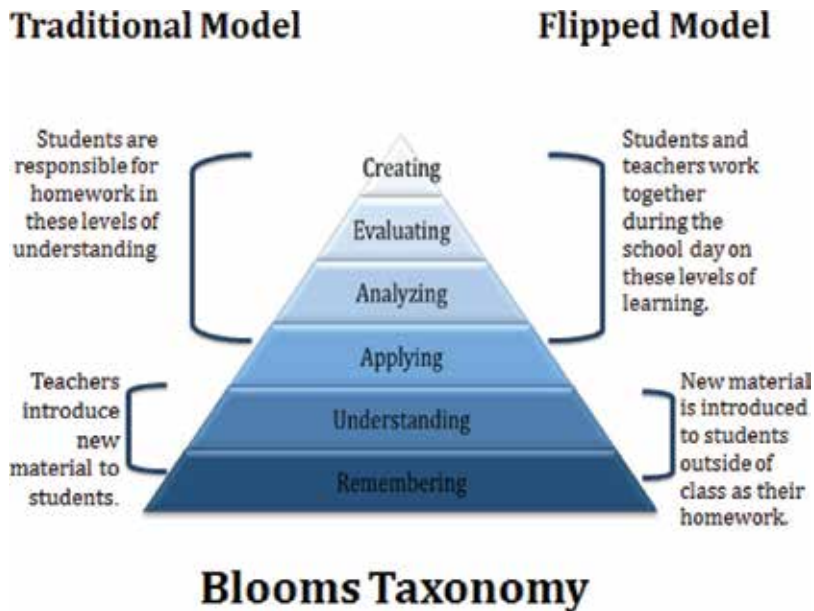 Traditional Model
Flipped Model
Students are
responsible for
homework in
these levels of
understanding
Teachers
introduce
new
material to
students.
Creating
Evaluating
Analyzing
Applying
Understanding
Remembering
Students and
teachers work
together
during the
school day on
these levels of
learning.
New material
is introduced
to students
outside of
class as their
homework.
Blooms Taxonomy